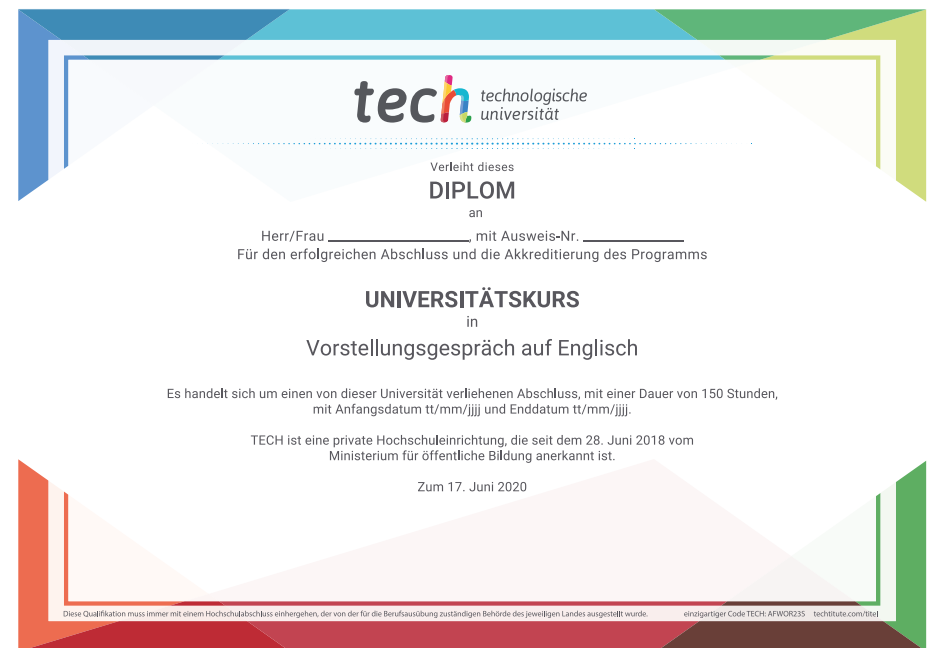 tech technologische
universität
Verleiht dieses
DIPLOM
an
Herr/Frau ____________, mit Ausweis-Nr. ____________
Für den erfolgreichen Abschluss und die Akkreditierung des Programms
UNIVERSITÄTSKURS
in
Vorstellungsgespräch auf Englisch
Es handelt sich um einen von dieser Universität verliehenen Abschluss, mit einer Dauer von 150 Stunden,
mit Anfangsdatum tt/mm/jjjj und Enddatum tt/mm/jjjj.
TECH ist eine private Hochschuleinrichtung, die seit dem 28. Juni 2018 vom
Ministerium für öffentliche Bildung anerkannt ist.
Zum 17. Juni 2020
Diese Qualifikation muss immer mit einem Hochschulabschluss einhergehen, der von der für die Berufsausübung zuständigen Behörde des jeweiligen Landes ausgestellt wurde. einzigartiger Code TECH: AFWOR23S techtitute.com/titel